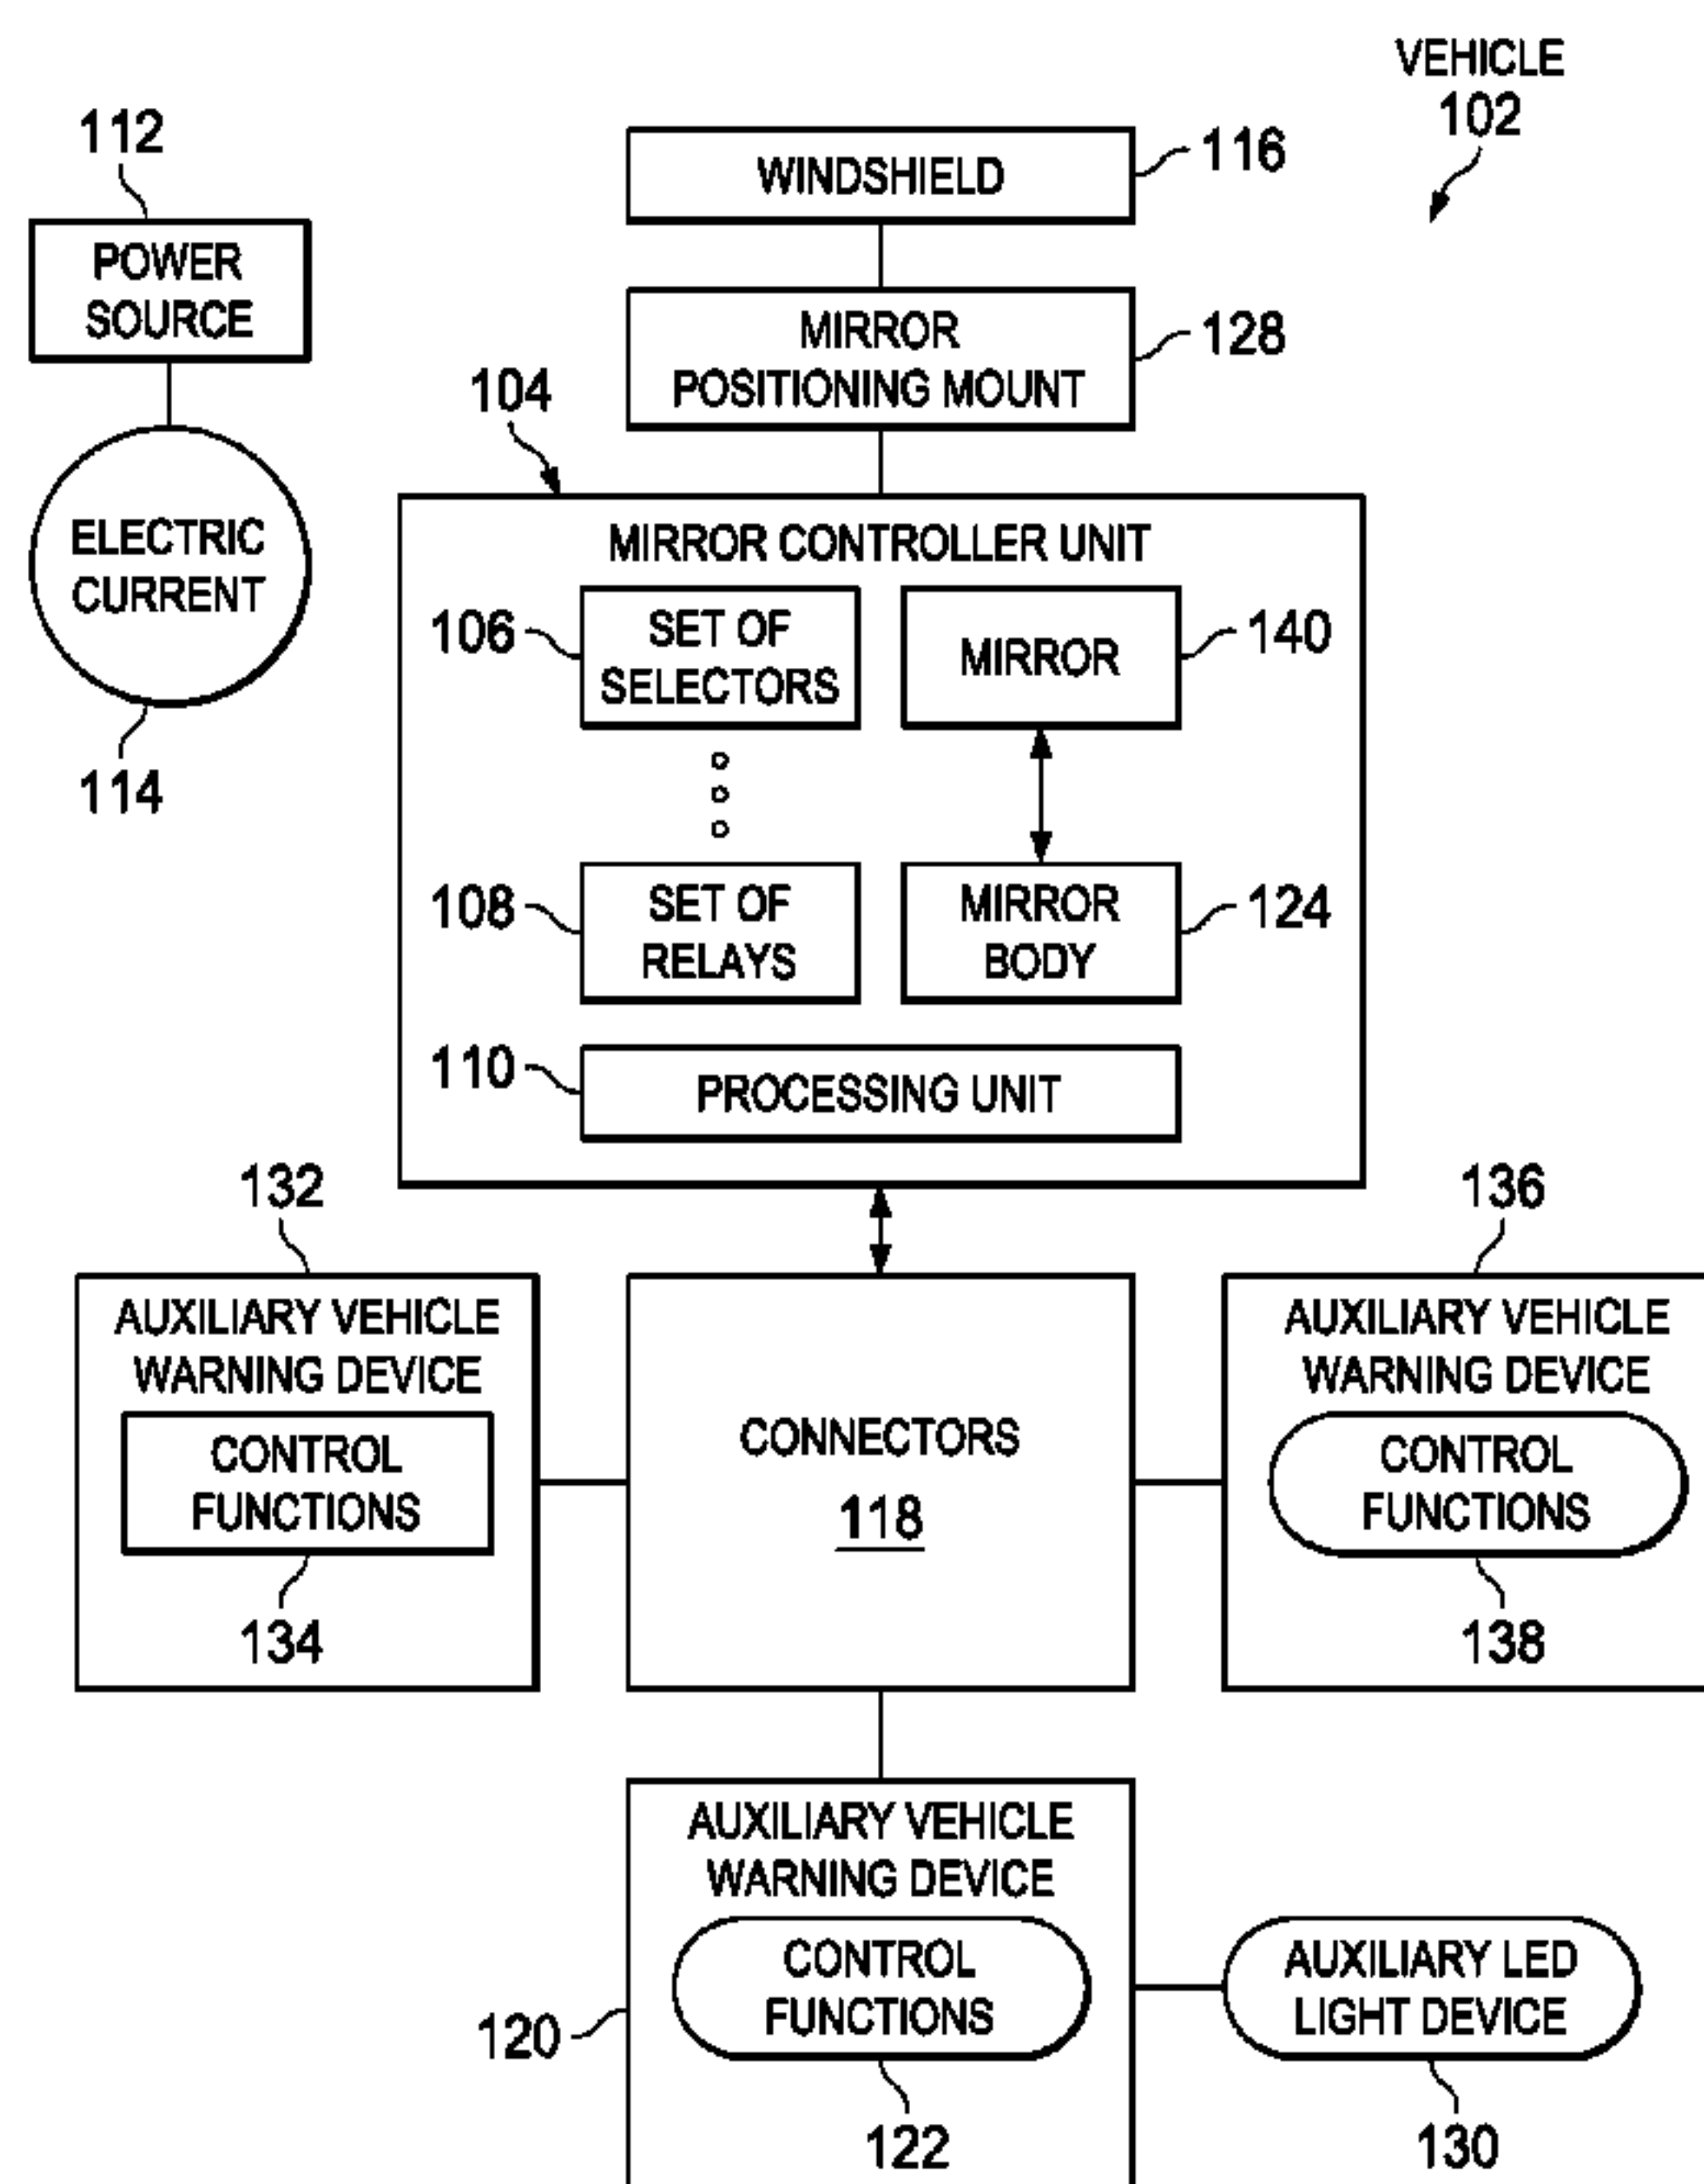 VEHICLE
102
112
WINDSHIELD
116
POWER
SOURCE
MIRROR
POSITIONING MOUNT
128
104
ELECTRIC
CURRENT
114
MIRROR CONTROLLER UNIT
106
SET OF
SELECTORS
MIRROR
140
108
SET OF
RELAYS
MIRROR
BODY
124
110
PROCESSING UNIT
132
AUXILIARY VEHICLE
WARNING DEVICE
CONTROL
FUNCTIONS
134
CONNECTORS
118
136
AUXILIARY VEHICLE
WARNING DEVICE
CONTROL
FUNCTIONS
138
AUXILIARY VEHICLE
WARNING DEVICE
CONTROL
FUNCTIONS
120
122
AUXILIARY LED
LIGHT DEVICE
130